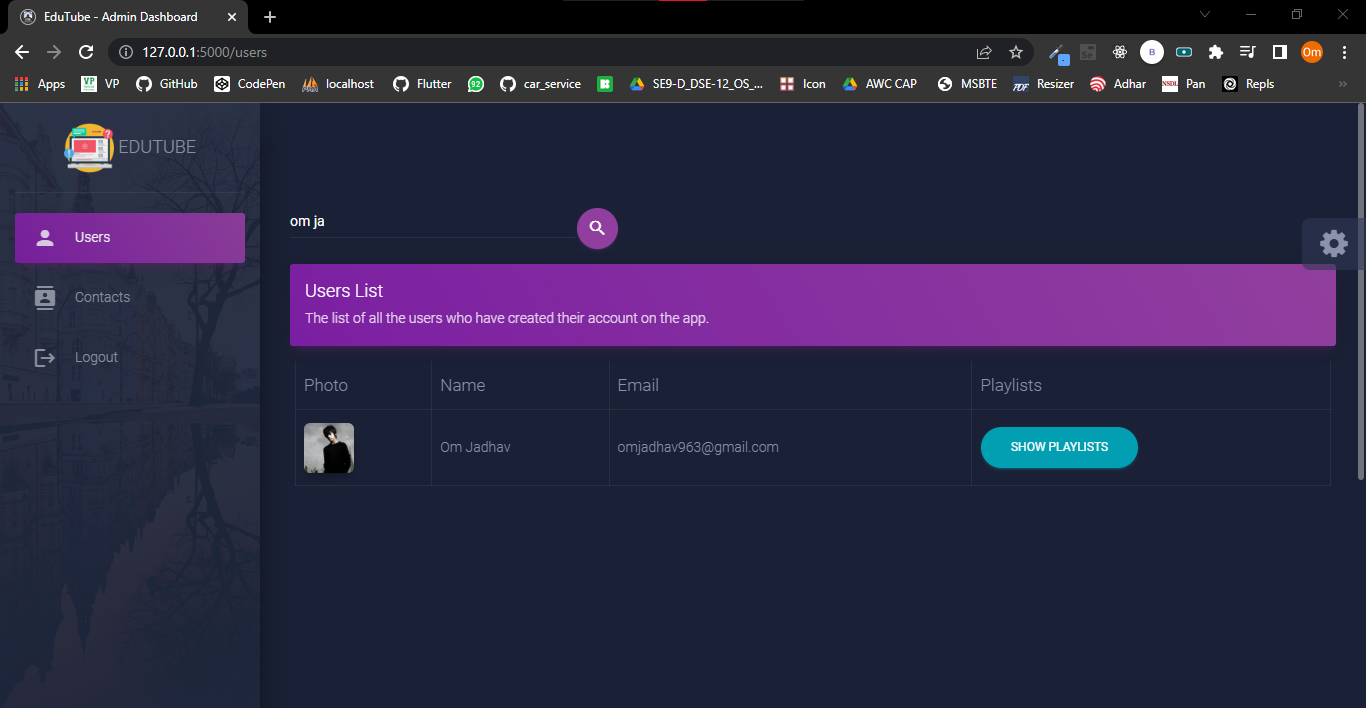 EduTube - Admin Dashboard
127.0.0.1:5000/users
Om
Apps VP VP GitHub CodePen localhost Flutter 92 car_service SE9-D_DSE-12_OS_... Icon AWC CAP MSBTE PDF Resizer Adhar NSDL Pan Repls »
EDUTUBE
Users
Contacts
Logout
om ja
Users List
The list of all the users who have created their account on the app.
Photo Name Email Playlists
Om Jadhav omjadhav963@gmail.com SHOW PLAYLISTS